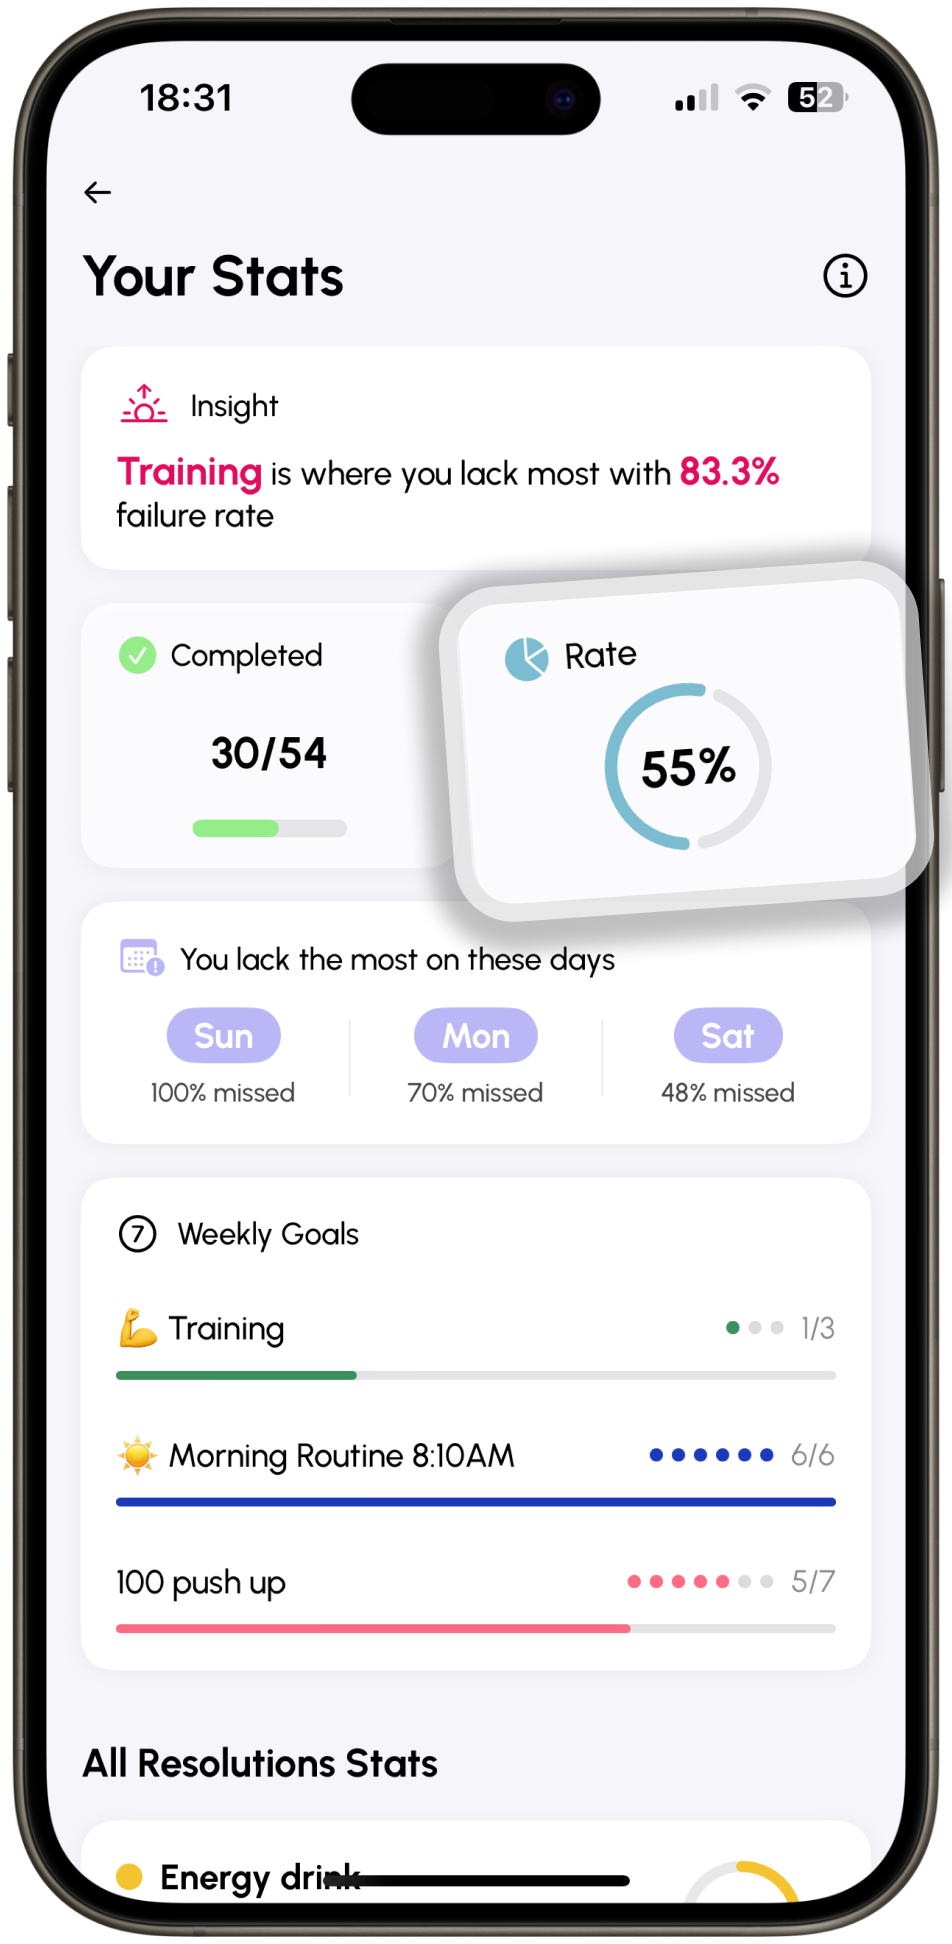 18:31
52
Your Stats
Insight
Training is where you lack most with 83.3%
failure rate
Completed
30/54
Rate
55%
You lack the most on these days
Sun
100% missed
Mon
70% missed
Sat
48% missed
7 Weekly Goals
💪 Training 1/3
☀️ Morning Routine 8:10AM 6/6
100 push up 5/7
All Resolutions Stats
Energy drink